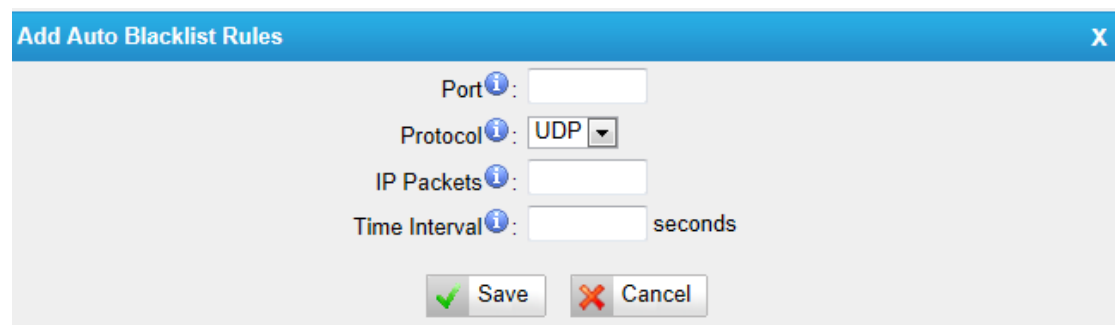 Add Auto Blacklist Rules X
Port i :
Protocol i : UDP
IP Packets i :
Time Interval i : seconds
Save Cancel